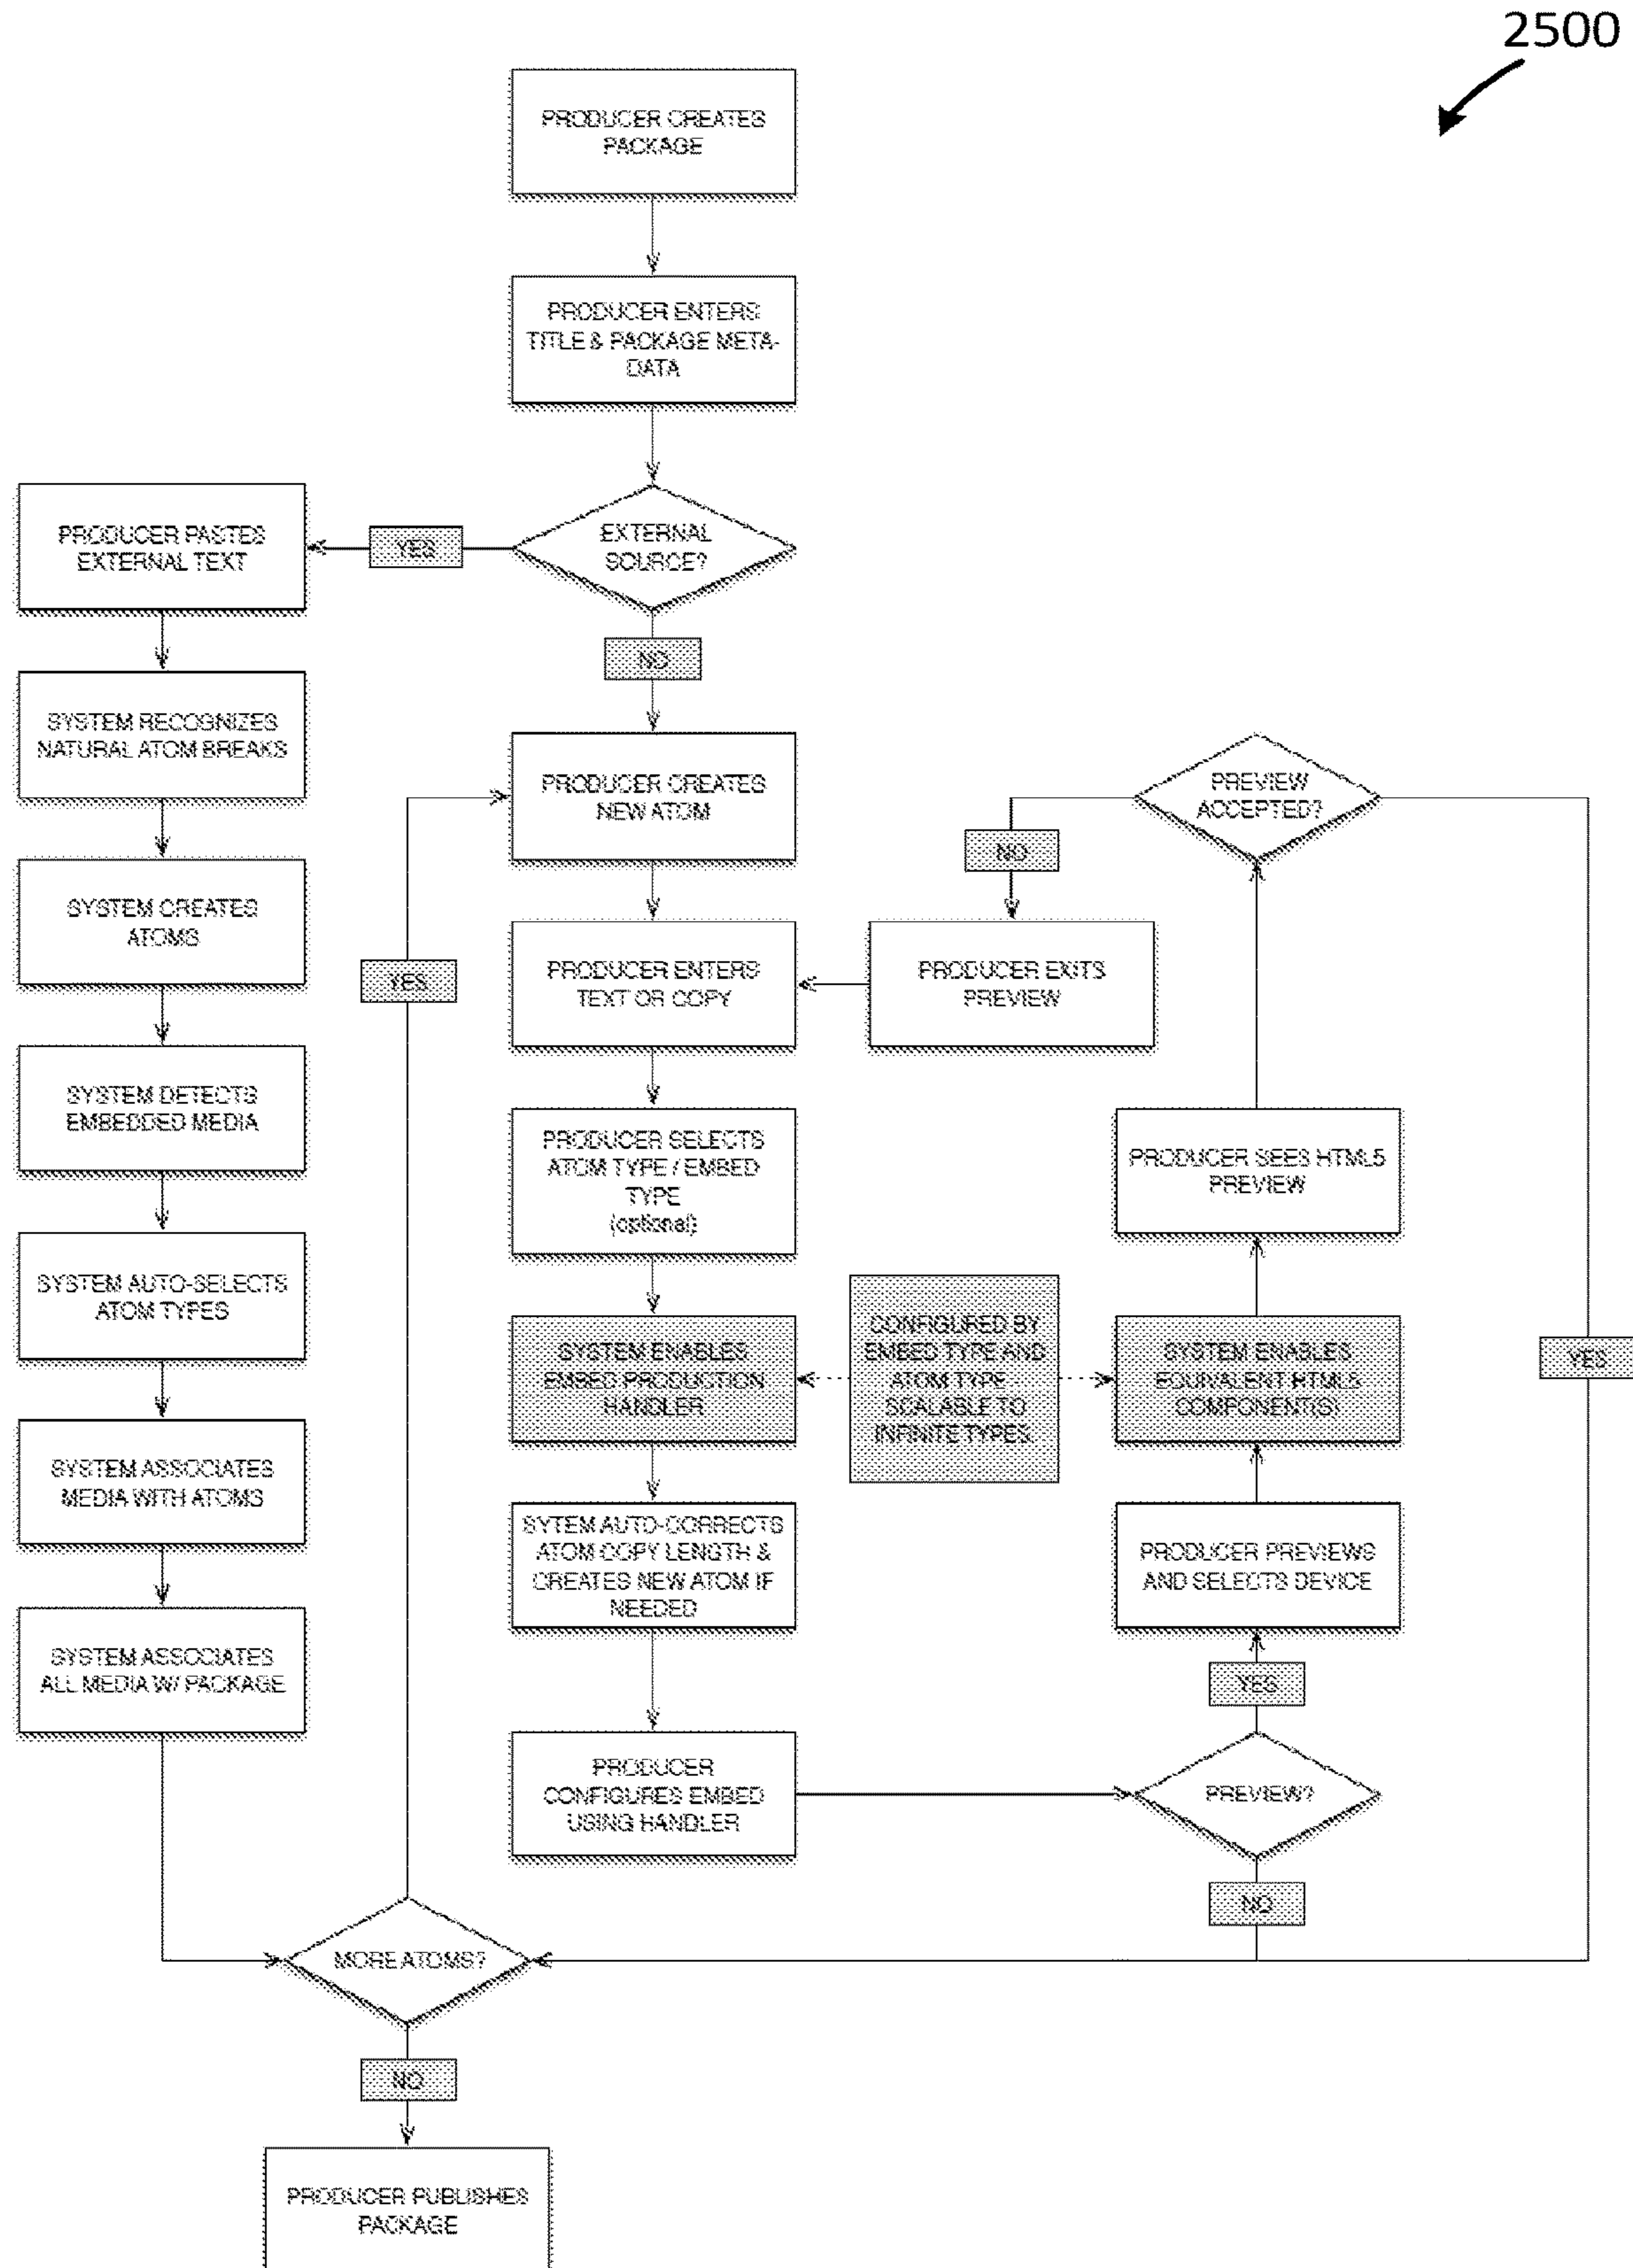 2500
PRODUCER CREATES
PACKAGE
PRODUCER ENTERS
TITLE & PACKAGE META-
DATA
EXTERNAL
SOURCE?
YES
PRODUCER PASTES
EXTERNAL TEXT
NO
SYSTEM RECOGNIZES
NATURAL ATOM BREAKS
SYSTEM CREATES
ATOMS
SYSTEM DETECTS
EMBEDDED MEDIA
SYSTEM AUTO-SELECTS
ATOM TYPES
SYSTEM ASSOCIATES
MEDIA WITH ATOMS
SYSTEM ASSOCIATES
ALL MEDIA W/ PACKAGE
PRODUCER CREATES
NEW ATOM
PRODUCER ENTERS
TEXT OR COPY
PRODUCER SELECTS
ATOM TYPE / EMBED
TYPE
(optional)
SYSTEM ENABLES
EMBED PRODUCTION
HANDLER
SYTEM AUTO-CORRECTS
ATOM COPY LENGTH &
CREATES NEW ATOM IF
NEEDED
PRODUCER
CONFIGURES EMBED
USING HANDLER
CONFIGURED BY
EMBED TYPE AND
ATOM TYPE -
SCALABLE TO
INFINITE TYPES
PREVIEW
ACCEPTED?
NO
PRODUCER EXITS
PREVIEW
YES
PRODUCER SEES HTML5
PREVIEW
SYSTEM ENABLES
EQUIVALENT HTML5
COMPONENT(S)
PRODUCER PREVIEWS
AND SELECTS DEVICE
YES
PREVIEW?
NO
YES
MORE ATOMS?
NO
PRODUCER PUBLISHES
PACKAGE